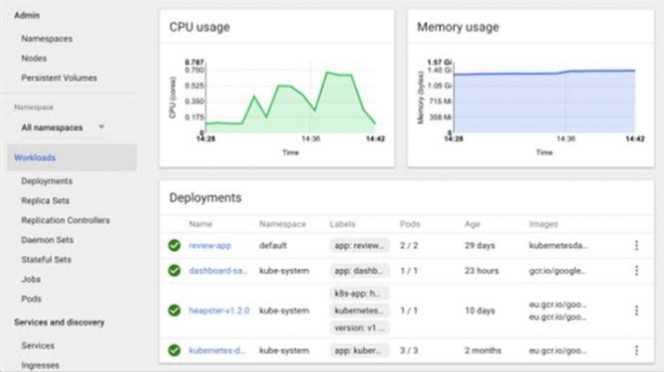 Admin
Namespaces
Nodes
Persistent Volumes
Namespace
All namespaces
Workloads
Deployments
Replica Sets
Replication Controllers
Daemon Sets
Stateful Sets
Jobs
Pods
Services and discovery
Services
Ingresses
CPU usage
CPU (cores)
0.787
0.700
0.525
0.350
0.175
0
14:28
14:36
14:42
Time
Memory usage
Memory (bytes)
1.57 Gi
1.40 Gi
1.05 Gi
715 Mi
358 Mi
0
14:28
14:36
14:42
Time
Deployments
Name Namespace Labels Pods Age Images
review-app default app: review... 2 / 2 29 days kubernetesda...
dashboard-sa... kube-system app: dashb... 1 / 1 23 hours gcr.io/google...
heapster-v1.2.0 kube-system k8s-app: h... 1 / 1 10 days eu.gcr.io/goo...
kubernetes... eu.gcr.io/goo...
version: v1...
kubernetes-d... kube-system app: kuber... 3 / 3 2 months eu.gcr.io/goo...